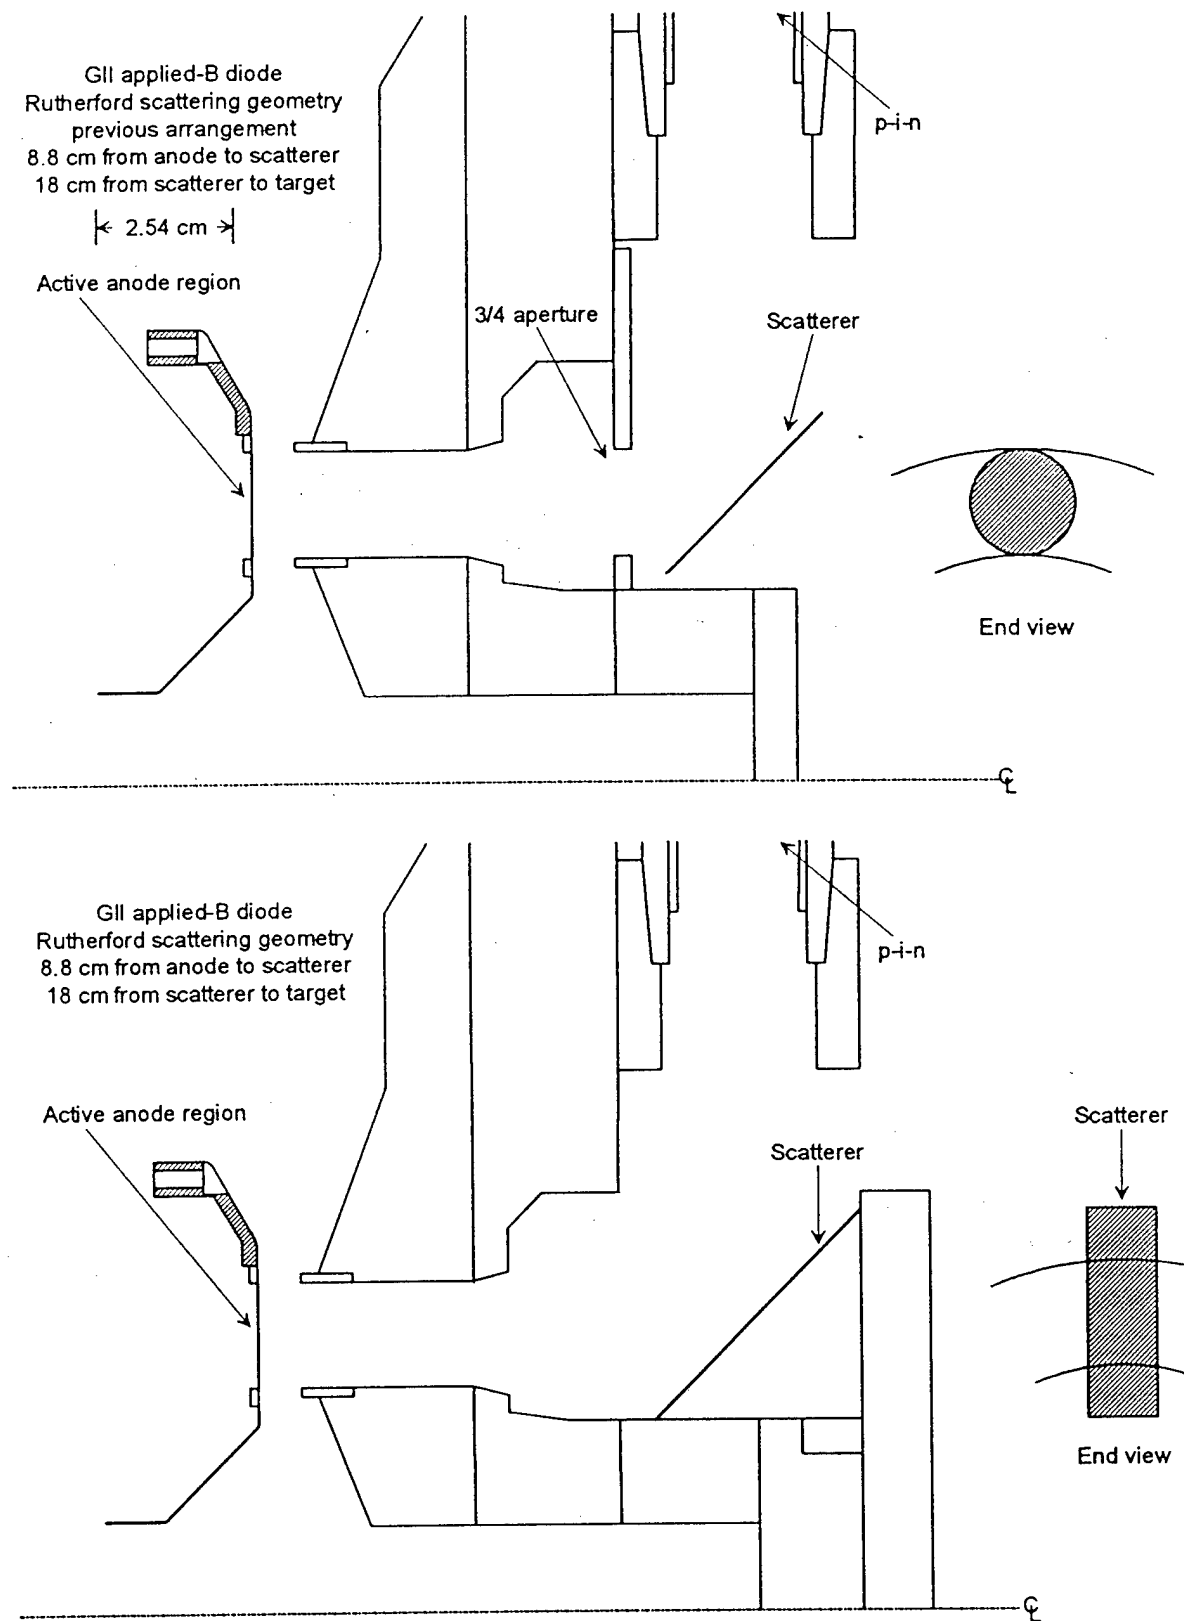 GII applied-B diode
Rutherford scattering geometry
previous arrangement
8.8 cm from anode to scatterer
18 cm from scatterer to target
2.54 cm
Active anode region
3/4 aperture
Scatterer
p-i-n
End view
℄
GII applied-B diode
Rutherford scattering geometry
8.8 cm from anode to scatterer
18 cm from scatterer to target
Active anode region
Scatterer
p-i-n
Scatterer
End view
℄